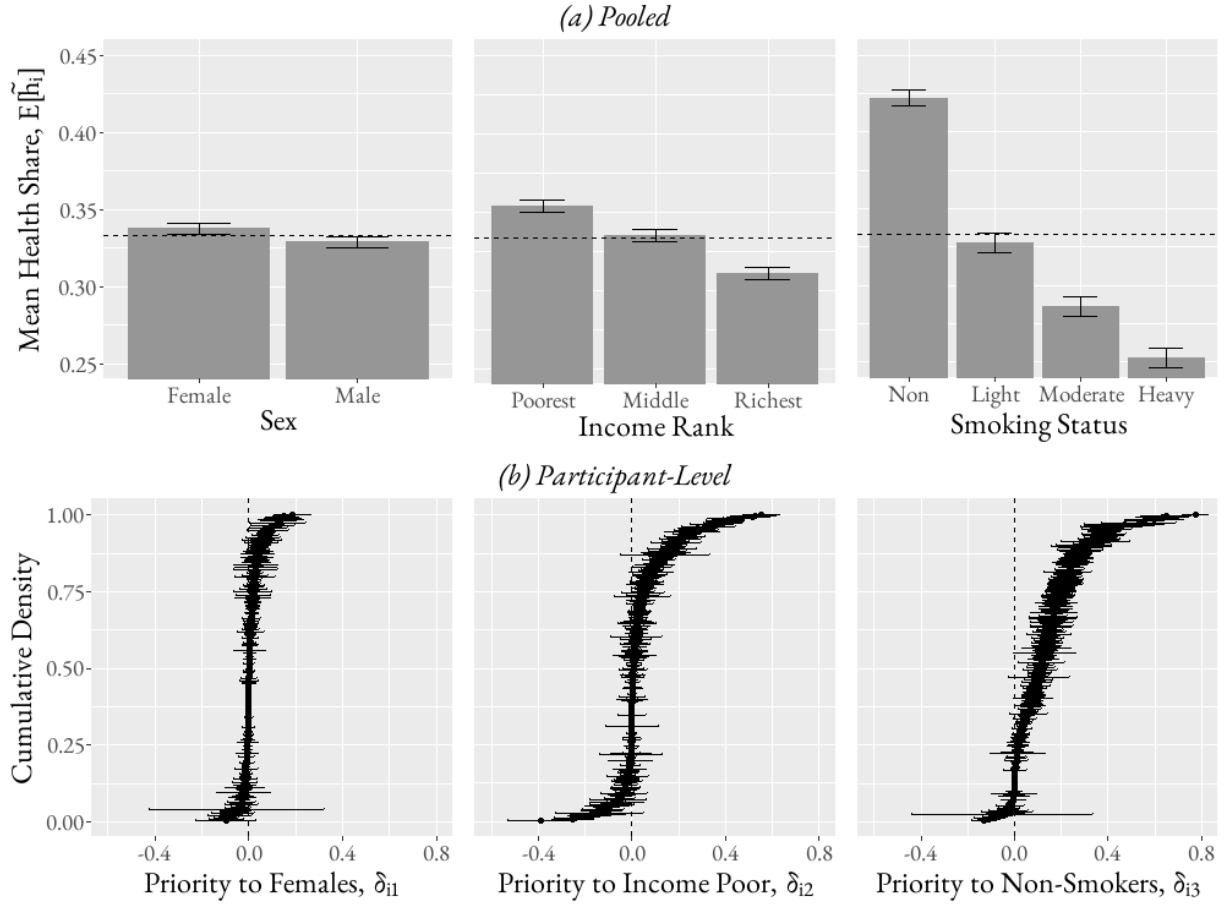 (a) Pooled
Mean Health Share, E[h̃ᵢ]
0.45
0.40
0.35
0.30
0.25
Female Male
Sex
Poorest Middle Richest
Income Rank
Non Light Moderate Heavy
Smoking Status
(b) Participant-Level
Cumulative Density
1.00
0.75
0.50
0.25
0.00
-0.4 0.0 0.4 0.8
Priority to Females, δᵢ₁
-0.4 0.0 0.4 0.8
Priority to Income Poor, δᵢ₂
-0.4 0.0 0.4 0.8
Priority to Non-Smokers, δᵢ₃